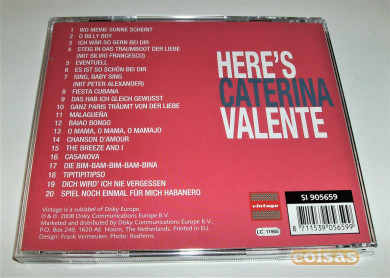 1 WO MEINE SONNE SCHEINT
2 O BILLY BOY
3 ICH WÄR SO GERN BEI DIR
4 STEIG IN DAS TRAUMBOOT DER LIEBE
(MIT SILVIO FRANCESCO)
5 EVENTUELL
6 ES IST SO SCHÖN BEI DIR
7 SING, BABY SING
(MIT PETER ALEXANDER)
8 FIESTA CUBANA
9 DAS HAB ICH GLEICH GEWUSST
10 GANZ PARIS TRÄUMT VON DER LIEBE
11 MALAGUEÑA
12 BAIAO BONGO
13 O MAMA, O MAMA, O MAMAJO
14 CHANSON D'AMOUR
15 THE BREEZE AND I
16 CASANOVA
17 DIE BIM-BAM-BIM-BAM-BINA
18 TIPITIPITIPSO
19 DICH WERD' ICH NIE VERGESSEN
20 SPIEL NOCH EINMAL FÜR MICH HABANERO
HERE'S
CATERINA
VALENTE
Vintage is a sublabel of Disky Europe.
℗ & © 2008 Disky Communications Europe B.V.
Marketed and distributed by Disky Communications Europe B.V.,
P.O. Box 249, 1620 AE Hoorn, The Netherlands. Printed in EU.
Design: Frank Vermeulen. Photo: Redferns
vintage
LC 11965
SI 905659
8 711539 056599
coisas